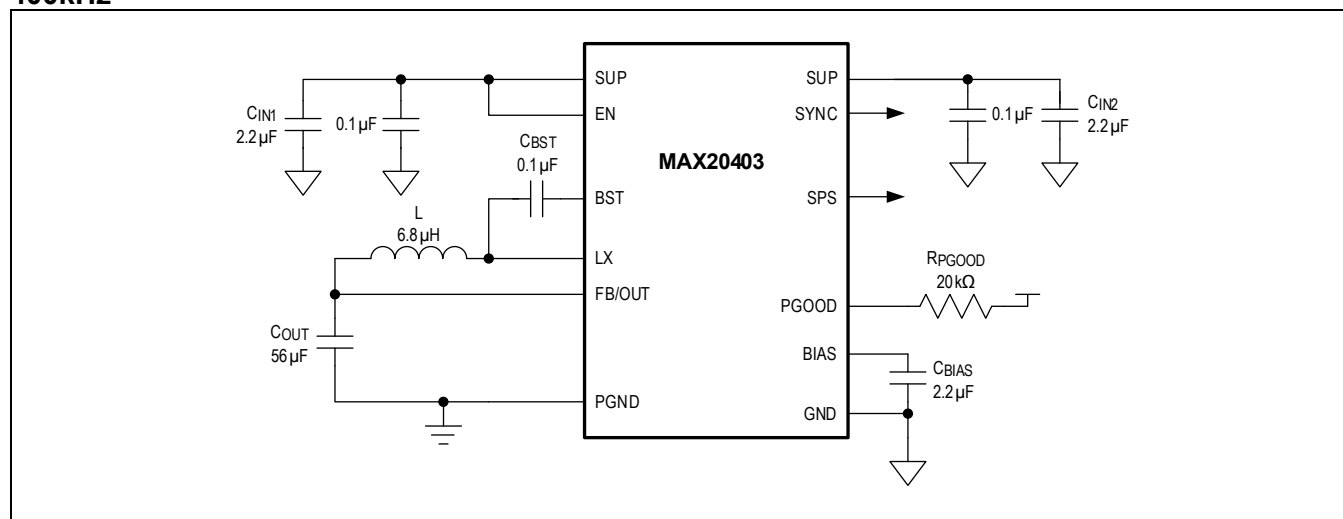 SUP
EN
CIN1
2.2µF
0.1µF
CBST
0.1µF
BST
L
6.8µH
LX
FB/OUT
COUT
56µF
PGND
MAX20403
SUP
SYNC
0.1µF
CIN2
2.2µF
SPS
RPGOOD
20kΩ
PGOOD
BIAS
CBIAS
2.2µF
GND